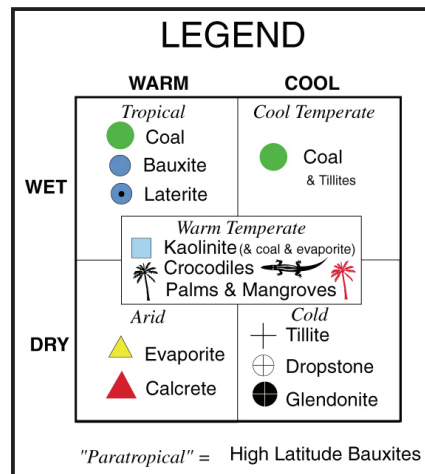 LEGEND
WARM COOL
Tropical Cool Temperate
Coal Coal
Bauxite & Tillites
Laterite
WET
Warm Temperate
Kaolinite (& coal & evaporite)
Crocodiles
Palms & Mangroves
Arid Cold
DRY
Evaporite Tillite
Calcrete Dropstone
Glendonite
"Paratropical" = High Latitude Bauxites